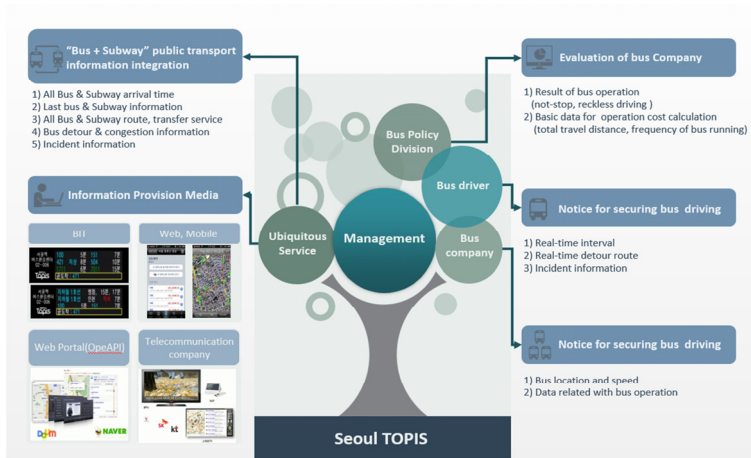 “Bus + Subway” public transport
information integration
1) All Bus & Subway arrival time
2) Last bus & Subway information
3) All Bus & Subway route, transfer service
4) Bus detour & congestion information
5) Incident information
Information Provision Media
BIT
Web, Mobile
Web Portal(OpeAPI)
Telecommunication
company
Daum
NAVER
SK
kt
Bus Policy
Division
Bus driver
Ubiquitous
Service
Management
Bus
company
Seoul TOPIS
Evaluation of bus Company
1) Result of bus operation
(not-stop, reckless driving )
2) Basic data for operation cost calculation
(total travel distance, frequency of bus running)
Notice for securing bus driving
1) Real-time interval
2) Real-time detour route
3) Incident information
Notice for securing bus driving
1) Bus location and speed
2) Data related with bus operation